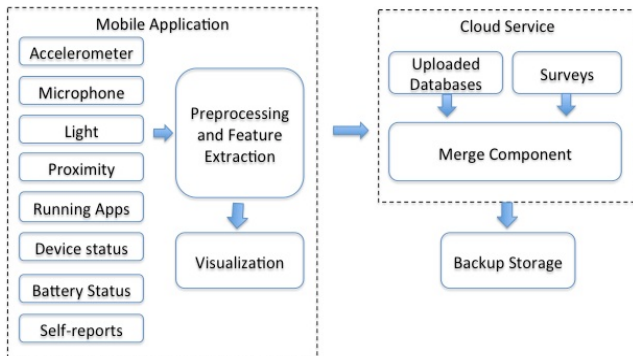 Mobile Application
Accelerometer
Microphone
Light
Proximity
Running Apps
Device status
Battery Status
Self-reports
Preprocessing
and Feature
Extraction
Visualization
Cloud Service
Uploaded
Databases
Surveys
Merge Component
Backup Storage